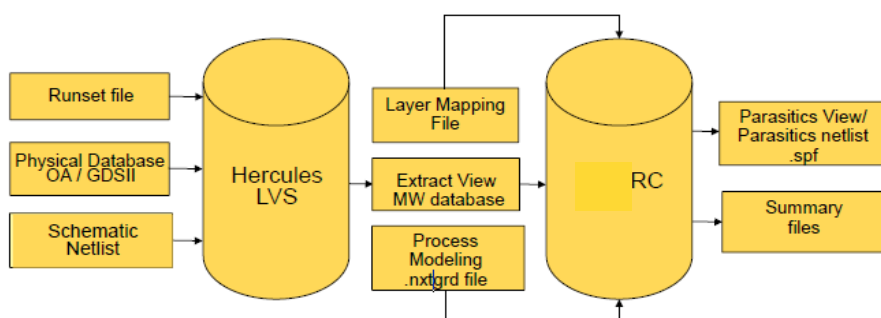 Runset file
Physical Database
OA / GDSII
Schematic
Netlist
Hercules
LVS
Layer Mapping
File
Extract View
MW database
Process
Modeling
.nxtgrd file
RC
Parasitics View/
Parasitics netlist
.spf
Summary
files